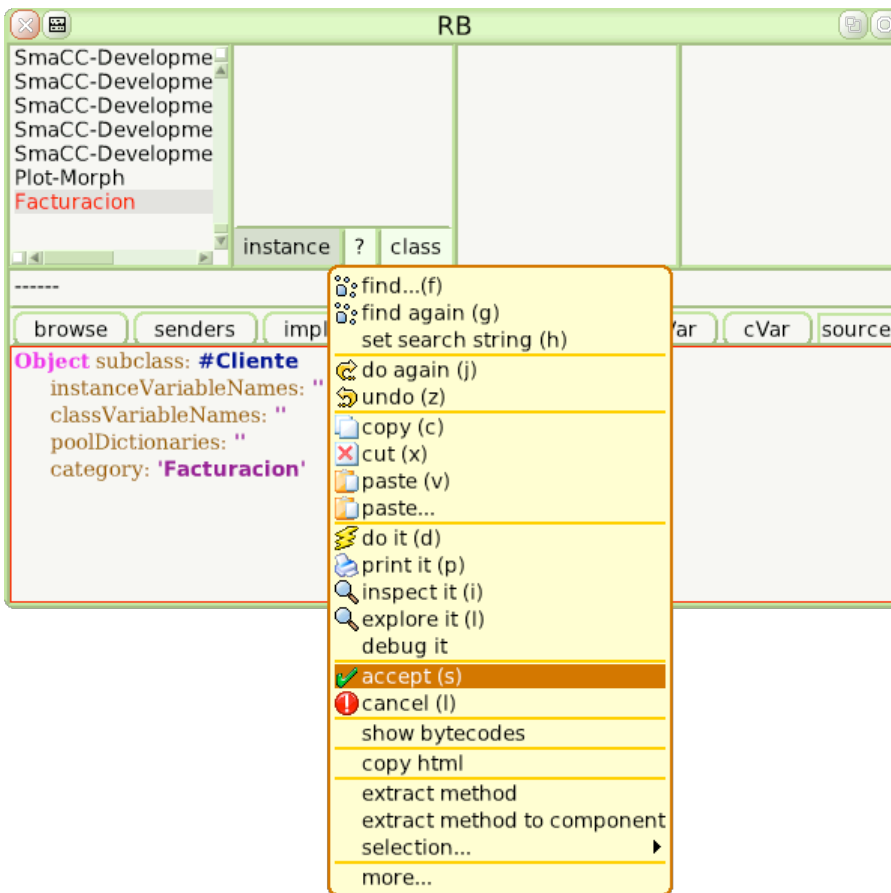 RB
SmaCC-Developme
SmaCC-Developme
SmaCC-Developme
SmaCC-Developme
SmaCC-Developme
Plot-Morph
Facturacion
instance ? class
------
browse senders impl Var cVar source
Object subclass: #Cliente
instanceVariableNames: ''
classVariableNames: ''
poolDictionaries: ''
category: 'Facturacion'
find...(f)
find again (g)
set search string (h)
do again (j)
undo (z)
copy (c)
cut (x)
paste (v)
paste...
do it (d)
print it (p)
inspect it (i)
explore it (I)
debug it
accept (s)
cancel (l)
show bytecodes
copy html
extract method
extract method to component
selection...
more...